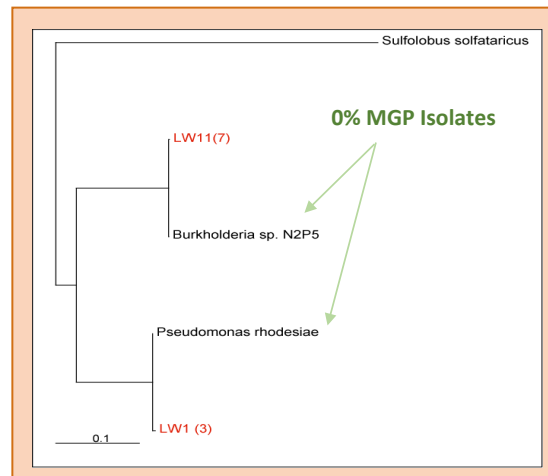 Sulfolobus solfataricus
0% MGP Isolates
LW11(7)
Burkholderia sp. N2P5
Pseudomonas rhodesiae
LW1 (3)
0.1